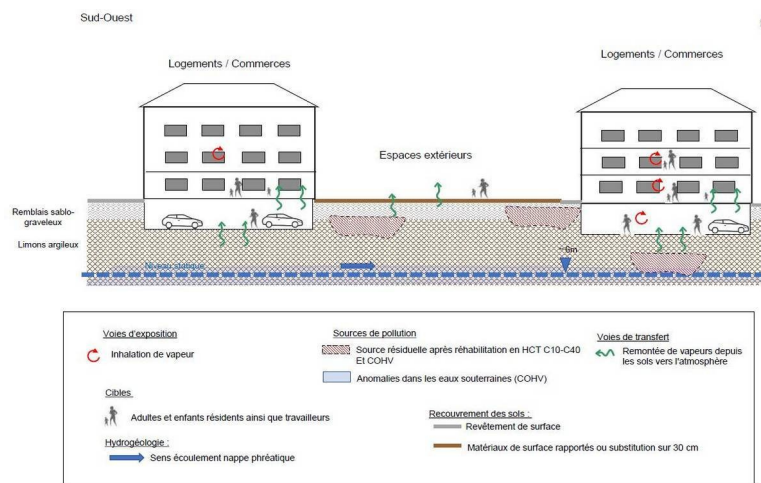 Sud-Ouest
Logements / Commerces
Logements / Commerces
Espaces extérieurs
Remblais sablo-
graveleux
Limons argileux
Niveau statique
~6m
Voies d'exposition
Inhalation de vapeur
Sources de pollution
Source résiduelle après réhabilitation en HCT C10-C40
Et COHV
Anomalies dans les eaux souterraines (COHV)
Voies de transfert
Remontée de vapeurs depuis
les sols vers l'atmosphère
Cibles
Adultes et enfants résidents ainsi que travailleurs
Hydrogéologie :
Sens écoulement nappe phréatique
Recouvrement des sols :
Revêtement de surface
Matériaux de surface rapportés ou substitution sur 30 cm